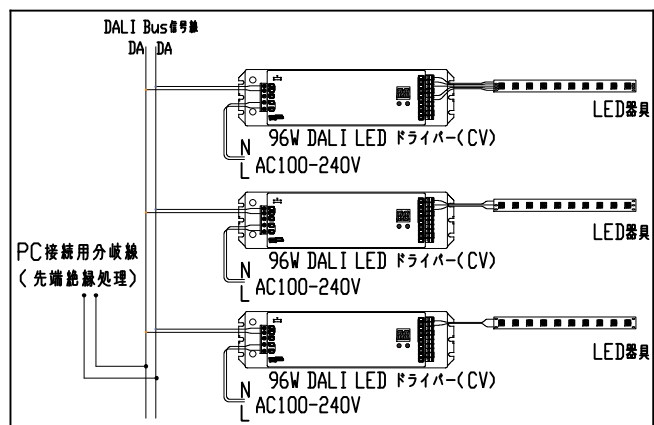 DALI Bus信号線
DA DA
LED器具
96W DALI LED ドライバー(CV)
N
L AC100-240V
LED器具
96W DALI LED ドライバー(CV)
N
L AC100-240V
PC接続用分岐線
(先端絶縁処理)
LED器具
96W DALI LED ドライバー(CV)
N
L AC100-240V